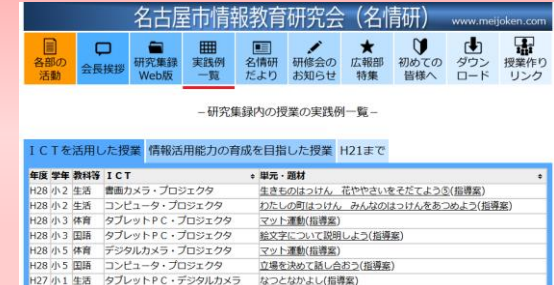 名古屋市情報教育研究会（名情研） www.meijoken.com
各部の活動 会長挨拶 研究集録Web版 実践例一覧 名情研だより 研修会のお知らせ 広報部特集 初めての皆様へ ダウンロード 授業作りリンク
－研究集録内の授業の実践例一覧－
ＩＣＴを活用した授業 情報活用能力の育成を目指した授業 H21まで
年度 学年 教科等 ＩＣＴ 単元・題材
H28 小２ 生活 書画カメラ・プロジェクタ 生きものはっけん　花ややさいをそだてよう⑤(指導案)
H28 小２ 生活 コンピュータ・プロジェクタ わたしの町はっけん　みんなのはっけんをあつめよう(指導案)
H28 小３ 体育 タブレットＰＣ・プロジェクタ マット運動(指導案)
H28 小３ 国語 タブレットＰＣ・プロジェクタ 絵文字について説明しよう(指導案)
H28 小５ 体育 デジタルカメラ・プロジェクタ マット運動(指導案)
H28 小５ 国語 コンピュータ・プロジェクタ 立場を決めて話し合おう(指導案)
H27 小１ 生活 タブレットＰＣ・デジタルカメラ なつとなかよし(指導案)